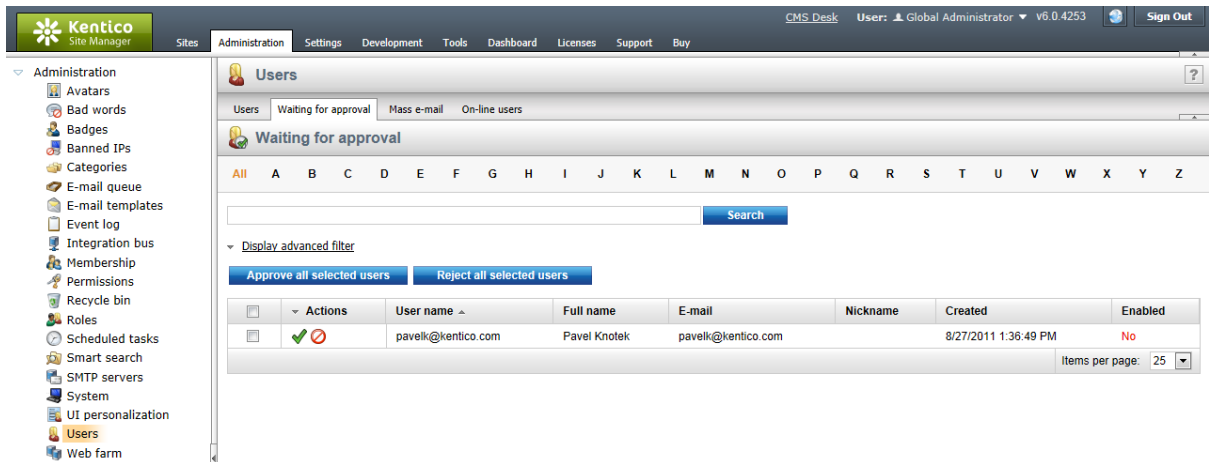 Kentico
Site Manager
CMS Desk User: Global Administrator v6.0.4253 Sign Out
Sites Administration Settings Development Tools Dashboard Licenses Support Buy
Administration
Avatars
Bad words
Badges
Banned IPs
Categories
E-mail queue
E-mail templates
Event log
Integration bus
Membership
Permissions
Recycle bin
Roles
Scheduled tasks
Smart search
SMTP servers
System
UI personalization
Users
Web farm
Users ?
Users Waiting for approval Mass e-mail On-line users
Waiting for approval
All A B C D E F G H I J K L M N O P Q R S T U V W X Y Z
Search
Display advanced filter
Approve all selected users Reject all selected users
Actions User name Full name E-mail Nickname Created Enabled
pavelk@kentico.com Pavel Knotek pavelk@kentico.com 8/27/2011 1:36:49 PM No
Items per page: 25